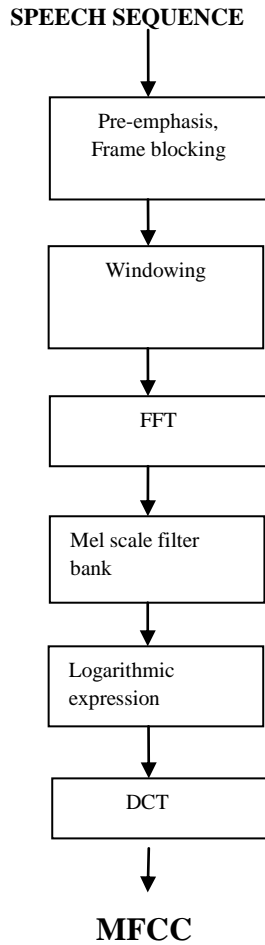 SPEECH SEQUENCE
Pre-emphasis,
Frame blocking
Windowing
FFT
Mel scale filter
bank
Logarithmic
expression
DCT
MFCC